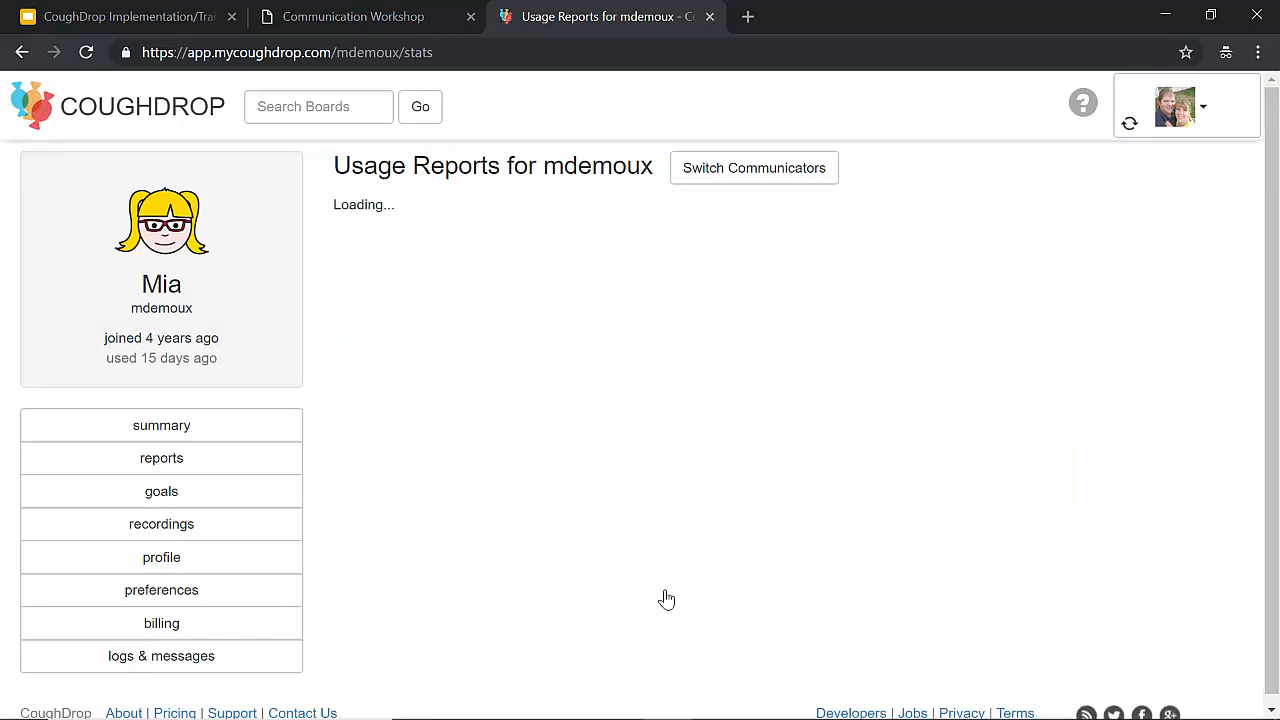 CoughDrop Implementation/Trai
Communication Workshop
Usage Reports for mdemoux - Co
https://app.mycoughdrop.com/mdemoux/stats
COUGHDROP
Search Boards
Go
?
Usage Reports for mdemoux
Switch Communicators
Loading...
Mia
mdemoux
joined 4 years ago
used 15 days ago
summary
reports
goals
recordings
profile
preferences
billing
logs & messages
CoughDrop About | Pricing | Support | Contact Us
Developers | Jobs | Privacy | Terms